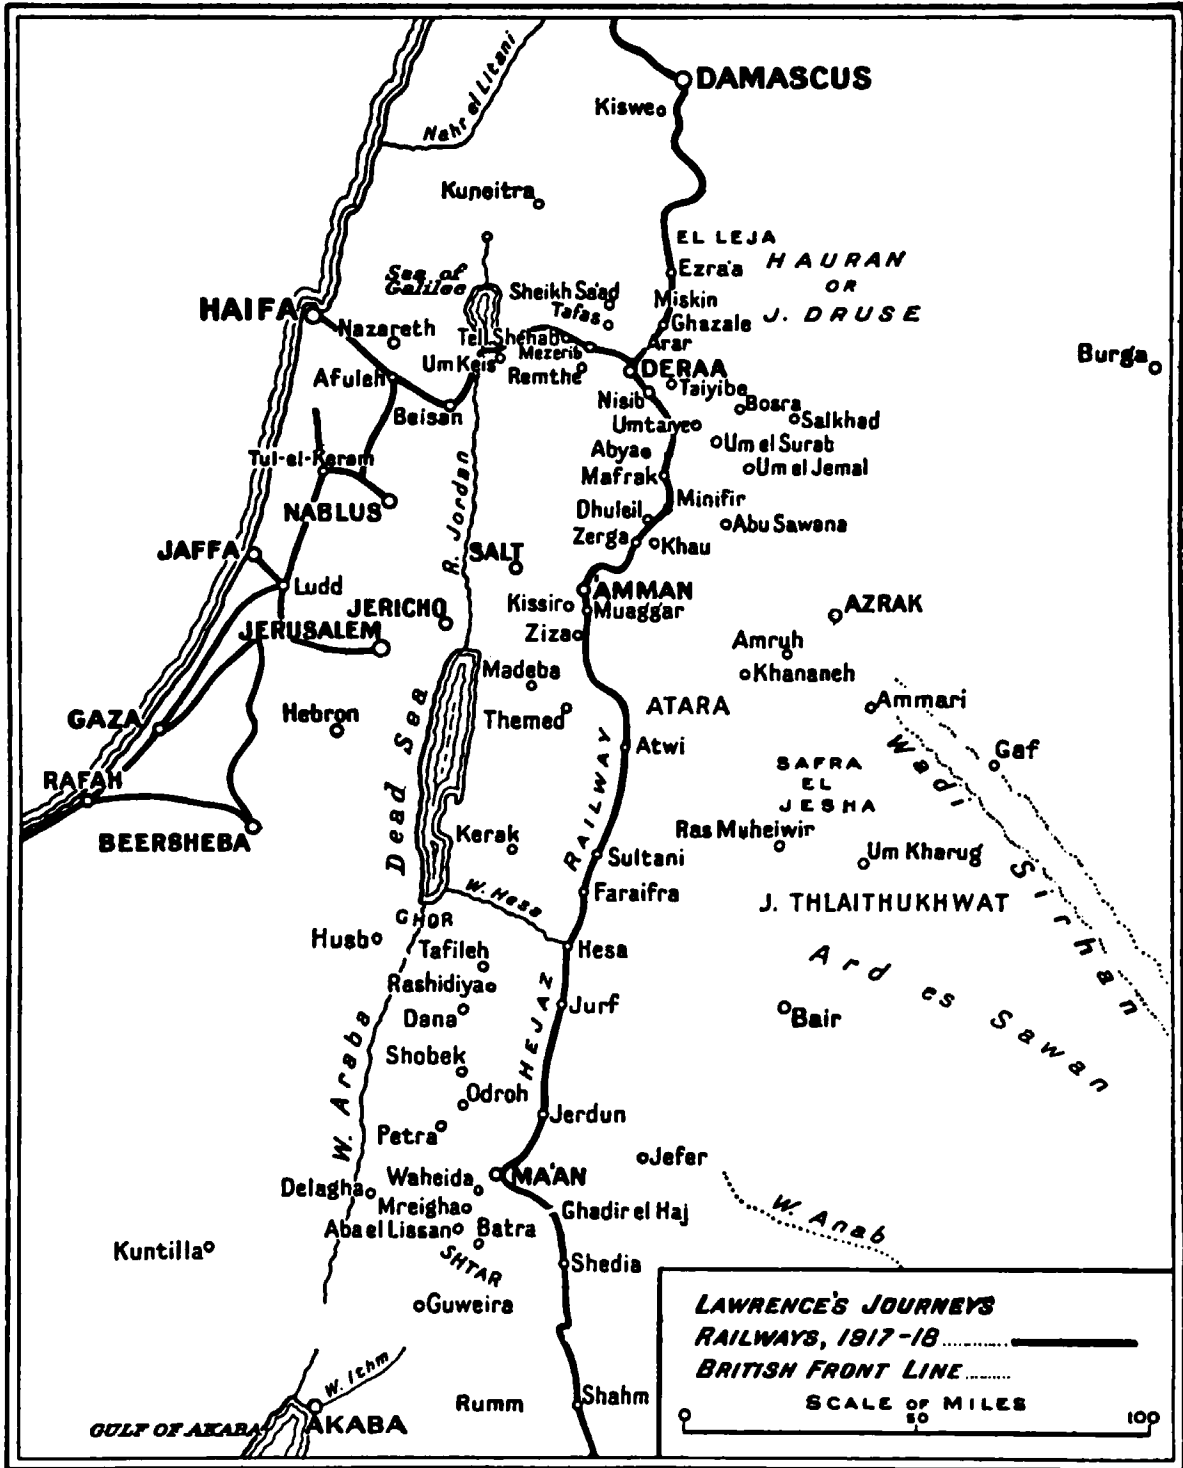 DAMASCUS
Kiswe
Nahr el Litani
Kuneitra
EL LEJA
HAURAN
OR
J. DRUSE
Ezra'a
Sea of
Galilee
Sheikh Sa'ad
Miskin
Tafas
Ghazale
HAIFA
Nazareth
Tell Shehab
Arar
Mezerib
Um Keis
Remthe
DERAA
Burga
Afuleh
Taiyibe
Nisib
Bosra
Beisan
Salkhad
Umtaiye
Um el Surab
Abya
Tul-el-Keram
Um el Jemal
Mafrak
R. Jordan
NABLUS
Minifir
Dhuleil
Abu Sawana
Zerga
Khau
JAFFA
SALT
Ludd
'AMMAN
JERICHO
Kissir
Muaggar
AZRAK
JERUSALEM
Ziza
Amruh
Madeba
Khananeh
Hebron
Themed
ATARA
Ammari
GAZA
Dead Sea
Atwi
Wadi Sirhan
Gaf
RAFAH
SAFRA
EL
JESHA
BEERSHEBA
Kerak
HEJAZ RAILWAY
Ras Muheiwir
Sultani
Um Kharug
W. Hesa
Faraifra
J. THLAITHUKHWAT
GHOR
Husb
Tafileh
Hesa
Ard es Sawan
Rashidiya
Dana
Jurf
Bair
Shobek
W. Araba
Odroh
Jerdun
Petra
Jefer
Waheida
MA'AN
Delagha
Mreigha
Ghadir el Haj
W. Anab
Aba el Lissan
Batra
Kuntilla
SHTAR
Shedia
Guweira
W. Ithm
Rumm
Shahm
GULF OF AKABA
AKABA
LAWRENCE'S JOURNEYS
RAILWAYS, 1917-18
BRITISH FRONT LINE
SCALE OF MILES
0 50 100